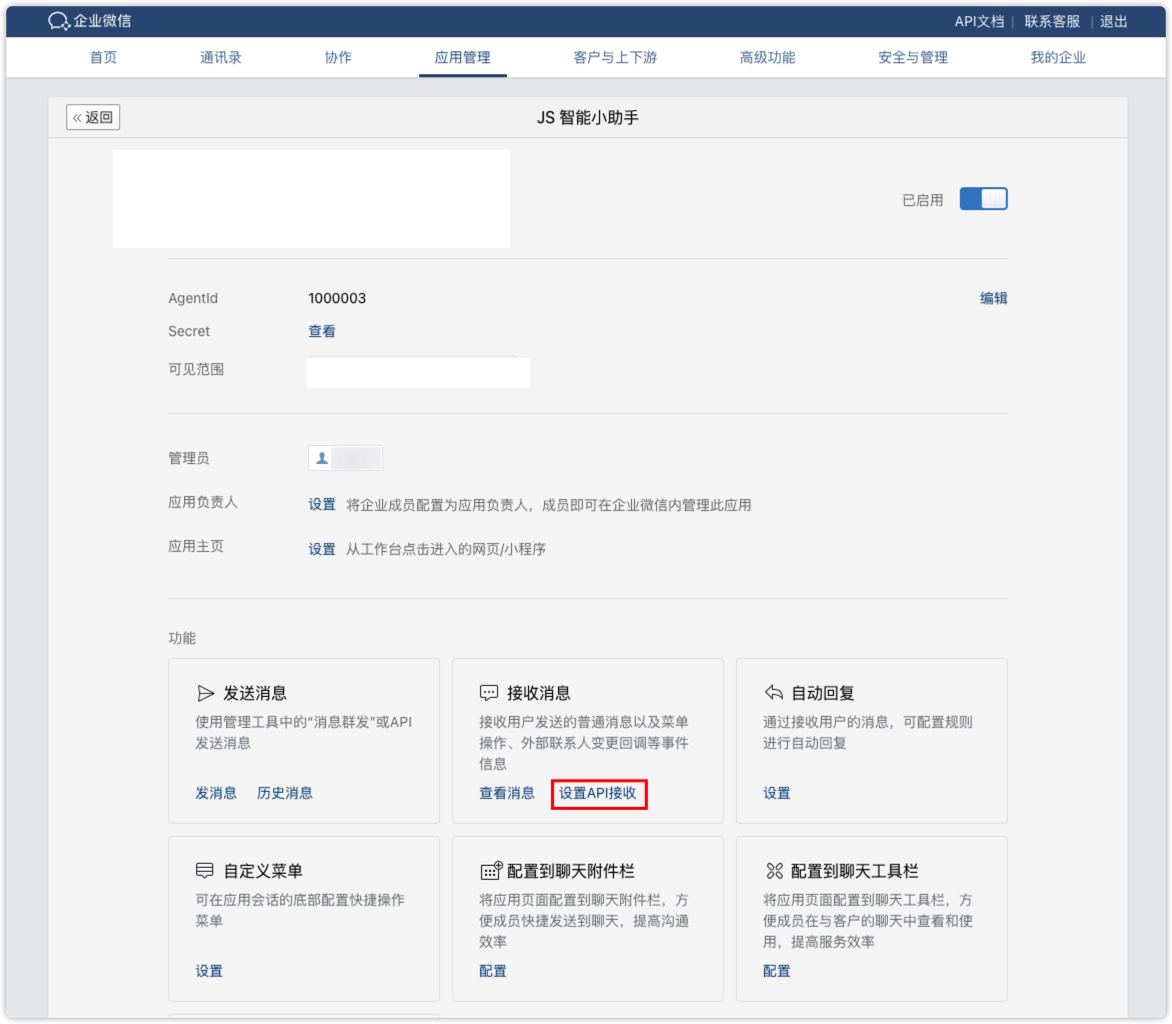 企业微信
API文档 | 联系客服 | 退出
首页 通讯录 协作 应用管理 客户与上下游 高级功能 安全与管理 我的企业
« 返回
JS 智能小助手
已启用
AgentId 1000003 编辑
Secret 查看
可见范围
管理员
应用负责人 设置 将企业成员配置为应用负责人，成员即可在企业微信内管理此应用
应用主页 设置 从工作台点击进入的网页/小程序
功能
发送消息
使用管理工具中的“消息群发”或API
发送消息
发消息 历史消息
接收消息
接收用户发送的普通消息以及菜单
操作、外部联系人变更回调等事件
信息
查看消息 设置API接收
自动回复
通过接收用户的消息，可配置规则
进行自动回复
设置
自定义菜单
可在应用会话的底部配置快捷操作
菜单
设置
配置到聊天附件栏
将应用页面配置到聊天附件栏，方
便成员快捷发送到聊天，提高沟通
效率
配置
配置到聊天工具栏
将应用页面配置到聊天工具栏，方
便成员在与客户的聊天中查看和使
用，提高服务效率
配置